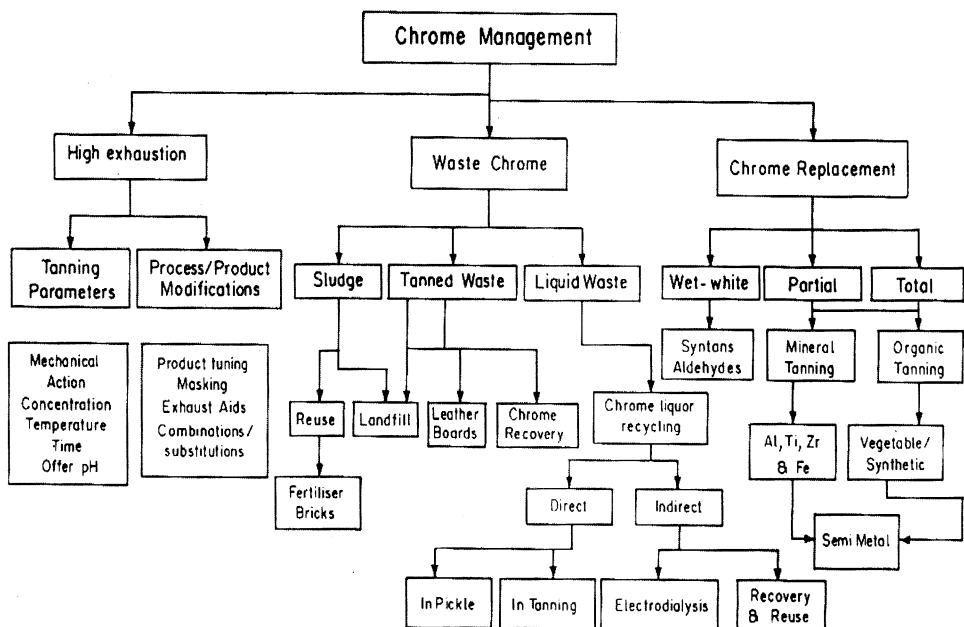 Chrome Management
High exhaustion
Waste Chrome
Chrome Replacement
Tanning
Parameters
Process/Product
Modifications
Sludge
Tanned Waste
Liquid Waste
Wet-white
Partial
Total
Mechanical
Action
Concentration
Temperature
Time
Offer pH
Product tuning
Masking
Exhaust Aids
Combinations/
substitutions
Reuse
Landfill
Leather
Boards
Chrome
Recovery
Chrome liquor
recycling
Syntans
Aldehydes
Mineral
Tanning
Organic
Tanning
Fertiliser
Bricks
Direct
Indirect
Al, Ti, Zr
& Fe
Vegetable/
Synthetic
Semi Metal
In Pickle
In Tanning
Electrodialysis
Recovery
& Reuse